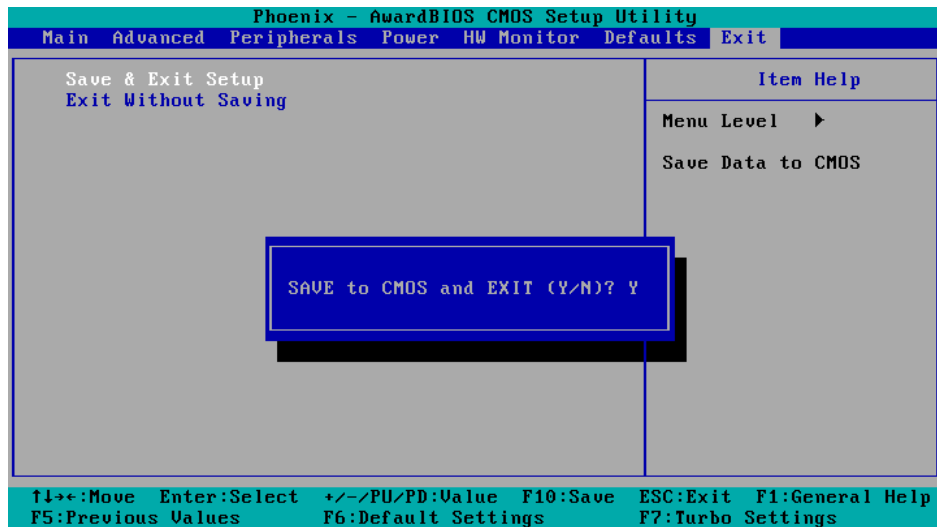 Phoenix - AwardBIOS CMOS Setup Utility
Main Advanced Peripherals Power HW Monitor Defaults Exit
Save & Exit Setup
Exit Without Saving
Item Help
Menu Level ▶
Save Data to CMOS
SAVE to CMOS and EXIT (Y/N)? Y
↑↓→←:Move Enter:Select +/-/PU/PD:Value F10:Save ESC:Exit F1:General Help
F5:Previous Values F6:Default Settings F7:Turbo Settings